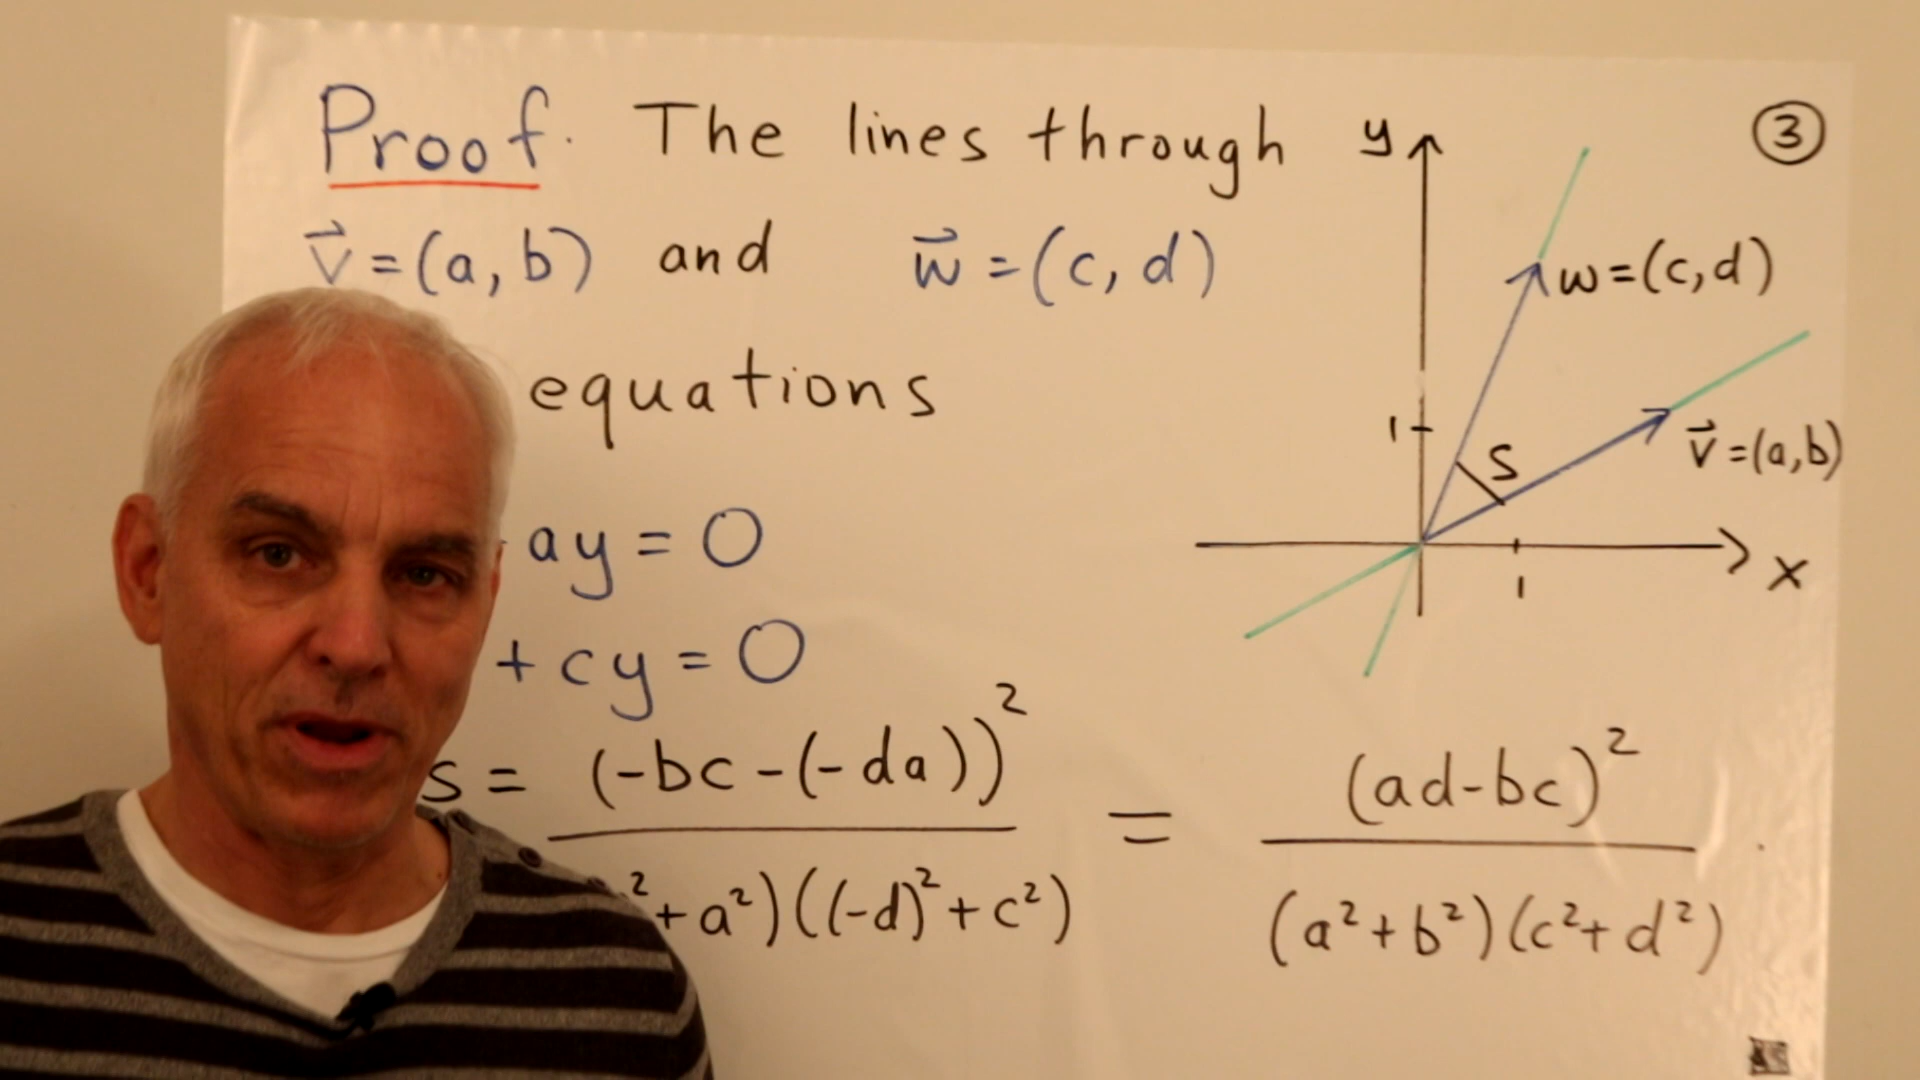 Proof. The lines through
v⃗ = (a, b) and w⃗ = (c, d)
equations
- ay = 0
+ cy = 0
s = (-bc - (-da))² / ²+a²)((-d)²+c²) = (ad-bc)² / (a²+b²)(c²+d²) .
③
y
w=(c,d)
1
S
v⃗=(a,b)
x
1